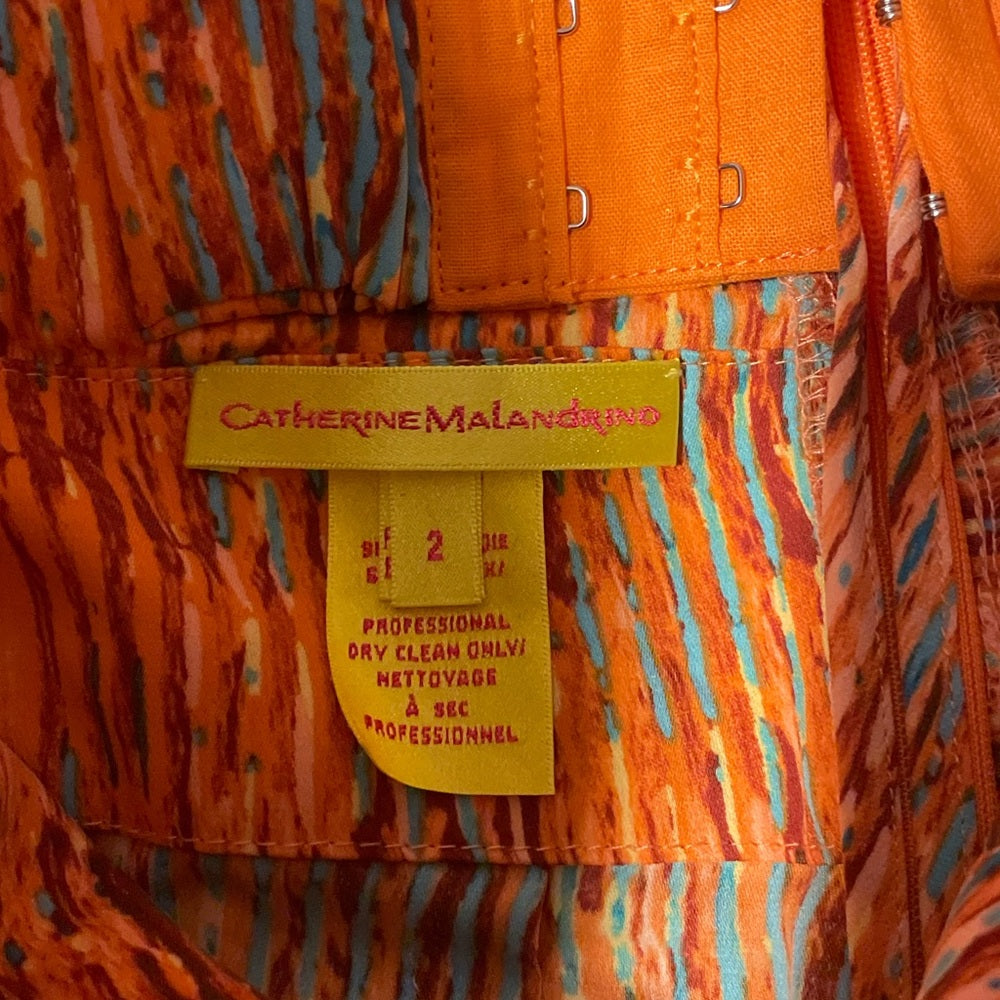 CATHERINE MALANDRINO
2
PROFESSIONAL
DRY CLEAN ONLY/
NETTOYAGE
À SEC
PROFESSIONNEL